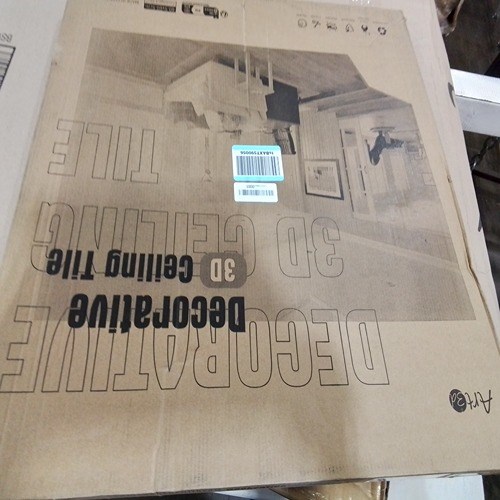 Art3d
DECORATIVE
3D CEILING
TILE
Decorative
3D
Ceiling Tile